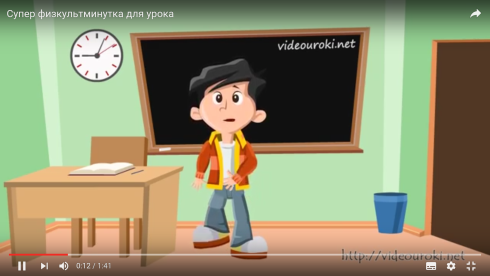 Супер физкультминутка для урока
videouroki.net
http://videouroki.net
0:12 / 1:41